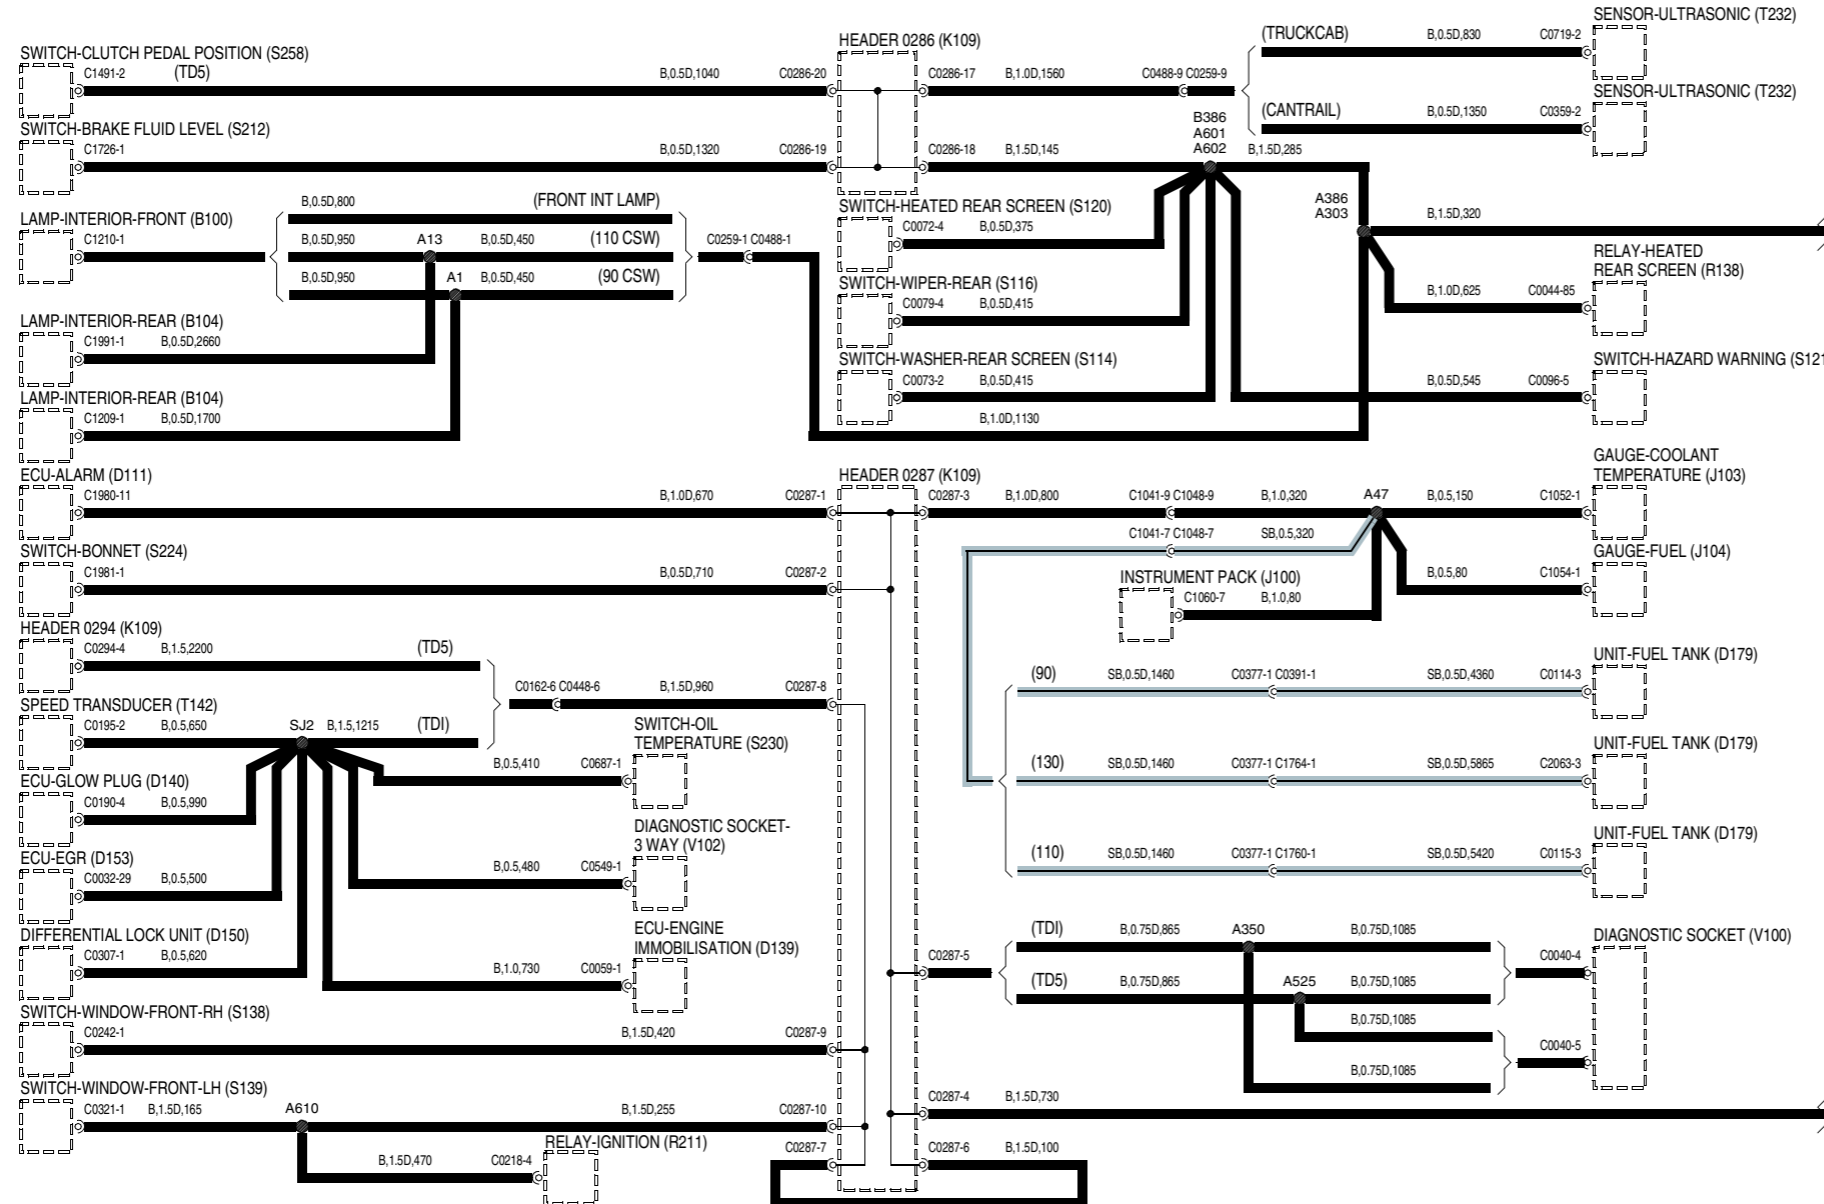 SWITCH-CLUTCH PEDAL POSITION (S258)
C1491-2
(TD5)
B,0.5D,1040
C0286-20
SWITCH-BRAKE FLUID LEVEL (S212)
C1726-1
B,0.5D,1320
C0286-19
LAMP-INTERIOR-FRONT (B100)
C1210-1
B,0.5D,800
(FRONT INT LAMP)
B,0.5D,950
A13
B,0.5D,450
(110 CSW)
B,0.5D,950
A1
B,0.5D,450
(90 CSW)
C0259-1 C0488-1
LAMP-INTERIOR-REAR (B104)
C1991-1
B,0.5D,2660
LAMP-INTERIOR-REAR (B104)
C1209-1
B,0.5D,1700
HEADER 0286 (K109)
C0286-17
B,1.0D,1560
C0488-9 C0259-9
(TRUCKCAB)
B,0.5D,830
C0719-2
SENSOR-ULTRASONIC (T232)
(CANTRAIL)
B,0.5D,1350
C0359-2
SENSOR-ULTRASONIC (T232)
C0286-18
B,1.5D,145
B386
A601
A602
B,1.5D,285
A386
A303
B,1.5D,320
SWITCH-HEATED REAR SCREEN (S120)
C0072-4
B,0.5D,375
SWITCH-WIPER-REAR (S116)
C0079-4
B,0.5D,415
SWITCH-WASHER-REAR SCREEN (S114)
C0073-2
B,0.5D,415
B,1.0D,1130
RELAY-HEATED
REAR SCREEN (R138)
B,1.0D,625
C0044-85
SWITCH-HAZARD WARNING (S121
B,0.5D,545
C0096-5
ECU-ALARM (D111)
C1980-11
B,1.0D,670
C0287-1
SWITCH-BONNET (S224)
C1981-1
B,0.5D,710
C0287-2
HEADER 0294 (K109)
C0294-4
B,1.5,2200
(TD5)
C0162-6 C0448-6
B,1.5D,960
C0287-8
SPEED TRANSDUCER (T142)
C0195-2
B,0.5,650
SJ2
B,1.5,1215
(TDI)
SWITCH-OIL
TEMPERATURE (S230)
B,0.5,410
C0687-1
ECU-GLOW PLUG (D140)
C0190-4
B,0.5,990
DIAGNOSTIC SOCKET-
3 WAY (V102)
B,0.5,480
C0549-1
ECU-EGR (D153)
C0032-29
B,0.5,500
ECU-ENGINE
IMMOBILISATION (D139)
B,1.0,730
C0059-1
DIFFERENTIAL LOCK UNIT (D150)
C0307-1
B,0.5,620
SWITCH-WINDOW-FRONT-RH (S138)
C0242-1
B,1.5D,420
C0287-9
SWITCH-WINDOW-FRONT-LH (S139)
C0321-1
B,1.5D,165
A610
B,1.5D,255
C0287-10
RELAY-IGNITION (R211)
B,1.5D,470
C0218-4
C0287-7
HEADER 0287 (K109)
C0287-3
B,1.0D,800
C1041-9 C1048-9
B,1.0,320
A47
B,0.5,150
C1052-1
GAUGE-COOLANT
TEMPERATURE (J103)
C1041-7 C1048-7
SB,0.5,320
GAUGE-FUEL (J104)
B,0.5,80
C1054-1
INSTRUMENT PACK (J100)
C1060-7
B,1.0,80
(90)
SB,0.5D,1460
C0377-1 C0391-1
SB,0.5D,4360
C0114-3
UNIT-FUEL TANK (D179)
(130)
SB,0.5D,1460
C0377-1 C1764-1
SB,0.5D,5865
C2063-3
UNIT-FUEL TANK (D179)
(110)
SB,0.5D,1460
C0377-1 C1760-1
SB,0.5D,5420
C0115-3
UNIT-FUEL TANK (D179)
C0287-5
(TDI)
B,0.75D,865
A350
B,0.75D,1085
(TD5)
B,0.75D,865
A525
B,0.75D,1085
B,0.75D,1085
B,0.75D,1085
C0040-4
C0040-5
DIAGNOSTIC SOCKET (V100)
C0287-4
B,1.5D,730
C0287-6
B,1.5D,100